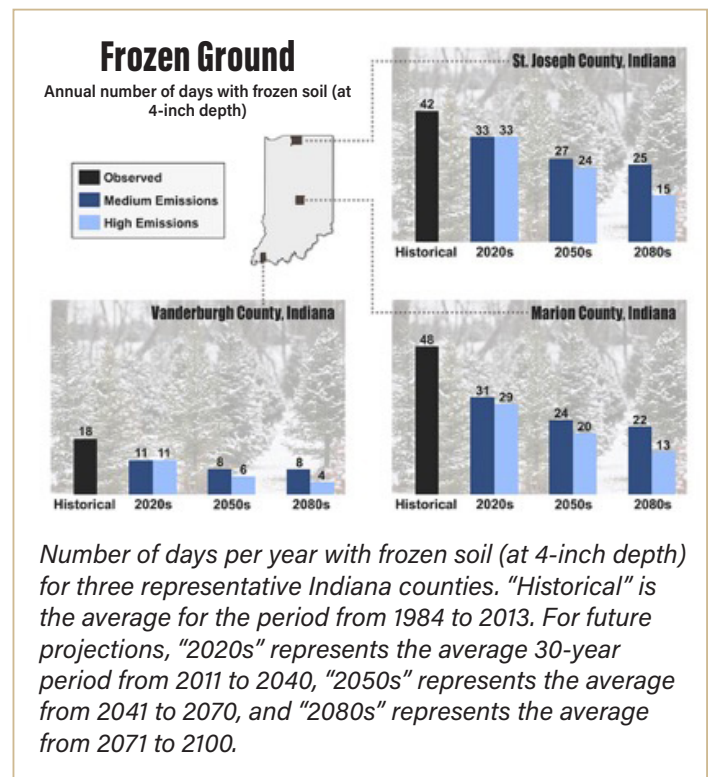 Frozen Ground
Annual number of days with frozen soil (at
4-inch depth)
Observed
Medium Emissions
High Emissions
St. Joseph County, Indiana
42
33 33
27
24
25
15
Historical 2020s 2050s 2080s
Vanderburgh County, Indiana
18
11 11
8
6
8
4
Historical 2020s 2050s 2080s
Marion County, Indiana
48
31 29
24
20
22
13
Historical 2020s 2050s 2080s
Number of days per year with frozen soil (at 4-inch depth)
for three representative Indiana counties. “Historical” is
the average for the period from 1984 to 2013. For future
projections, “2020s” represents the average 30-year
period from 2011 to 2040, “2050s” represents the average
from 2041 to 2070, and “2080s” represents the average
from 2071 to 2100.